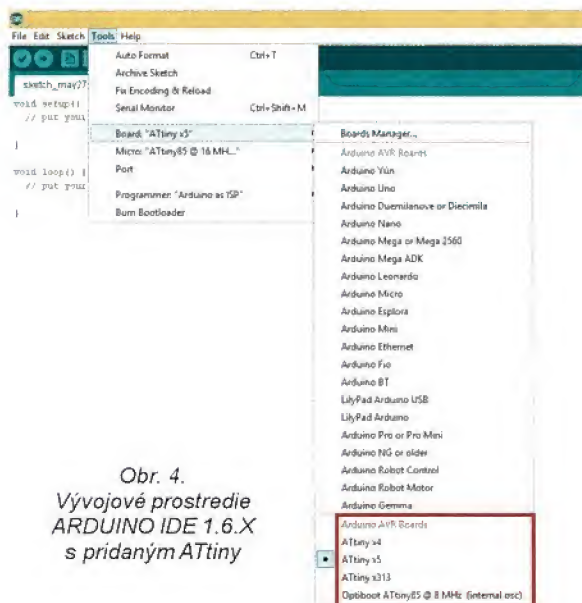 File Edit Sketch Tools Help
Auto Format Ctrl+T
Archive Sketch
Fix Encoding & Reload
Serial Monitor Ctrl+Shift+M
Board: "ATtiny x5"
Micro: "ATtiny85 @ 16 MH..."
Port
Programmer: "Arduino as ISP"
Burn Bootloader
sketch_may27
void setup() {
// put your
}
void loop() {
// put your
}
Boards Manager...
Arduino AVR Boards
Arduino Yún
Arduino Uno
Arduino Duemilanove or Diecimila
Arduino Nano
Arduino Mega or Mega 2560
Arduino Mega ADK
Arduino Leonardo
Arduino Micro
Arduino Esplora
Arduino Mini
Arduino Ethernet
Arduino Fio
Arduino BT
LilyPad Arduino USB
LilyPad Arduino
Arduino Pro or Pro Mini
Arduino NG or older
Arduino Robot Control
Arduino Robot Motor
Arduino Gemma
Arduino AVR Boards
ATtiny x4
ATtiny x5
ATtiny x313
Optiboot ATtiny85 @ 8 MHz (internal osc)
Obr. 4.
Vývojové prostredie
ARDUINO IDE 1.6.X
s pridaným ATtiny